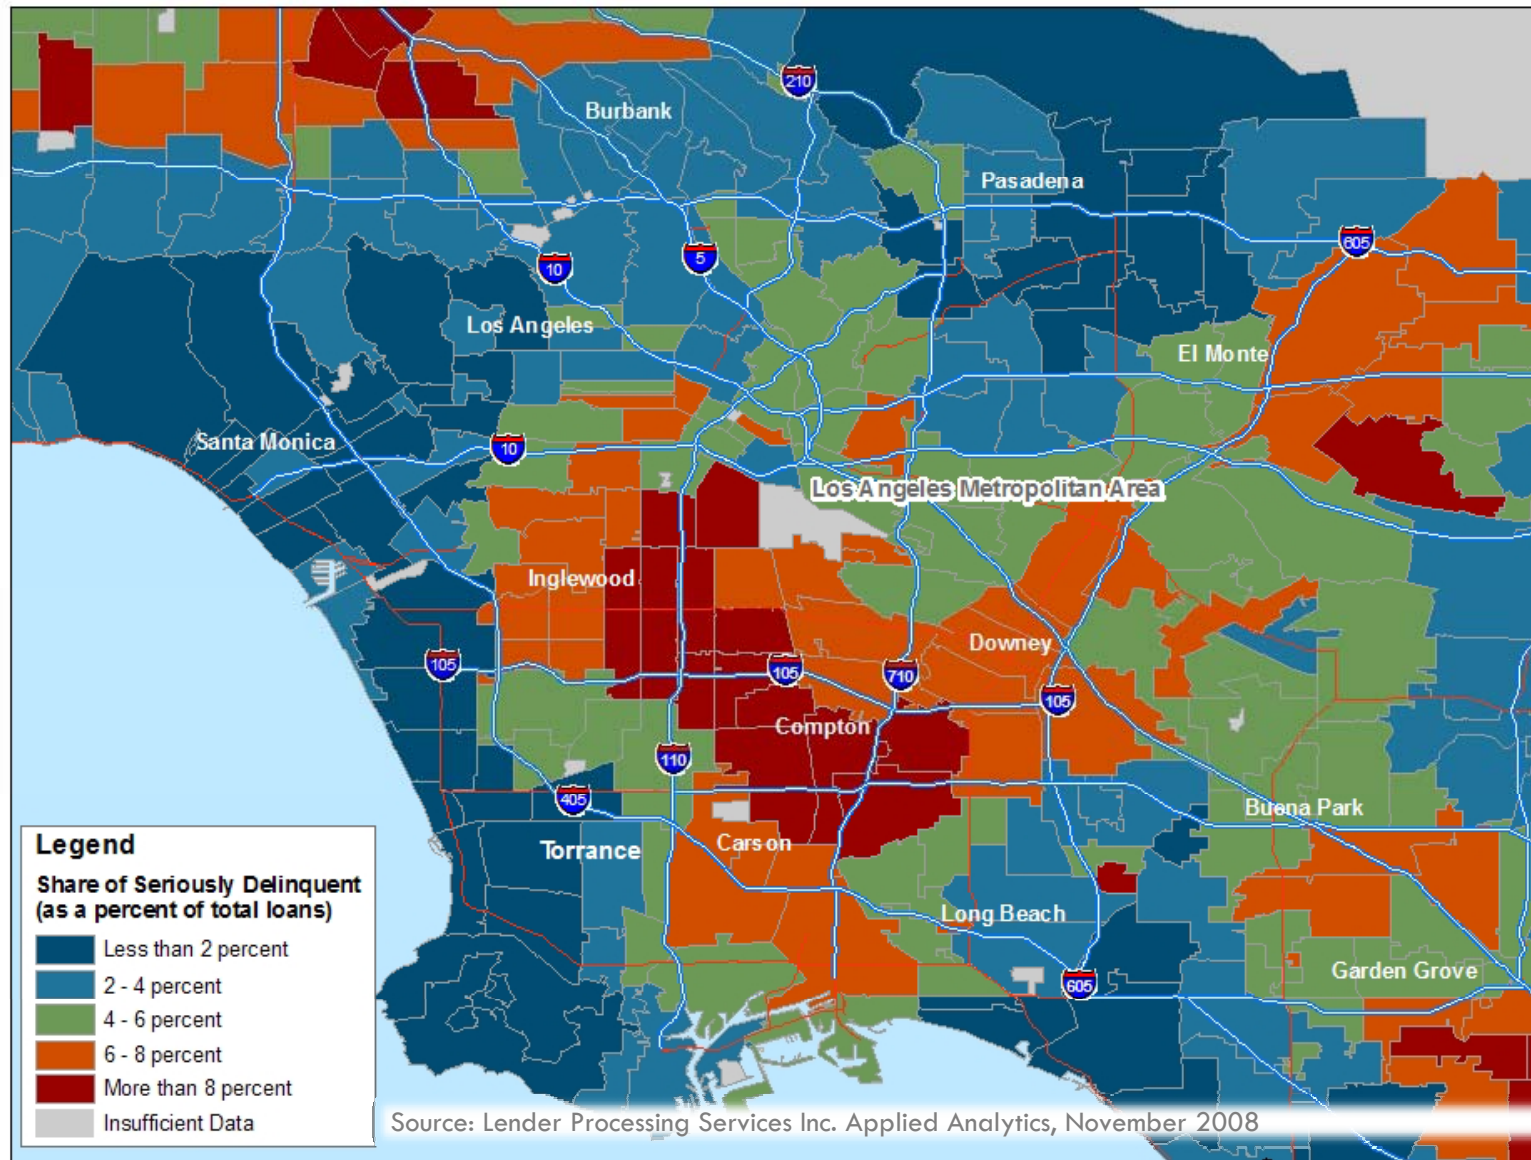 210
Burbank
Pasadena
605
5
10
Los Angeles
El Monte
Santa Monica
10
Los Angeles Metropolitan Area
Inglewood
Downey
105
105
710
105
Compton
110
405
Buena Park
Torrance
Carson
Long Beach
Garden Grove
605
Legend
Share of Seriously Delinquent
(as a percent of total loans)
Less than 2 percent
2 - 4 percent
4 - 6 percent
6 - 8 percent
More than 8 percent
Insufficient Data
Source: Lender Processing Services Inc. Applied Analytics, November 2008